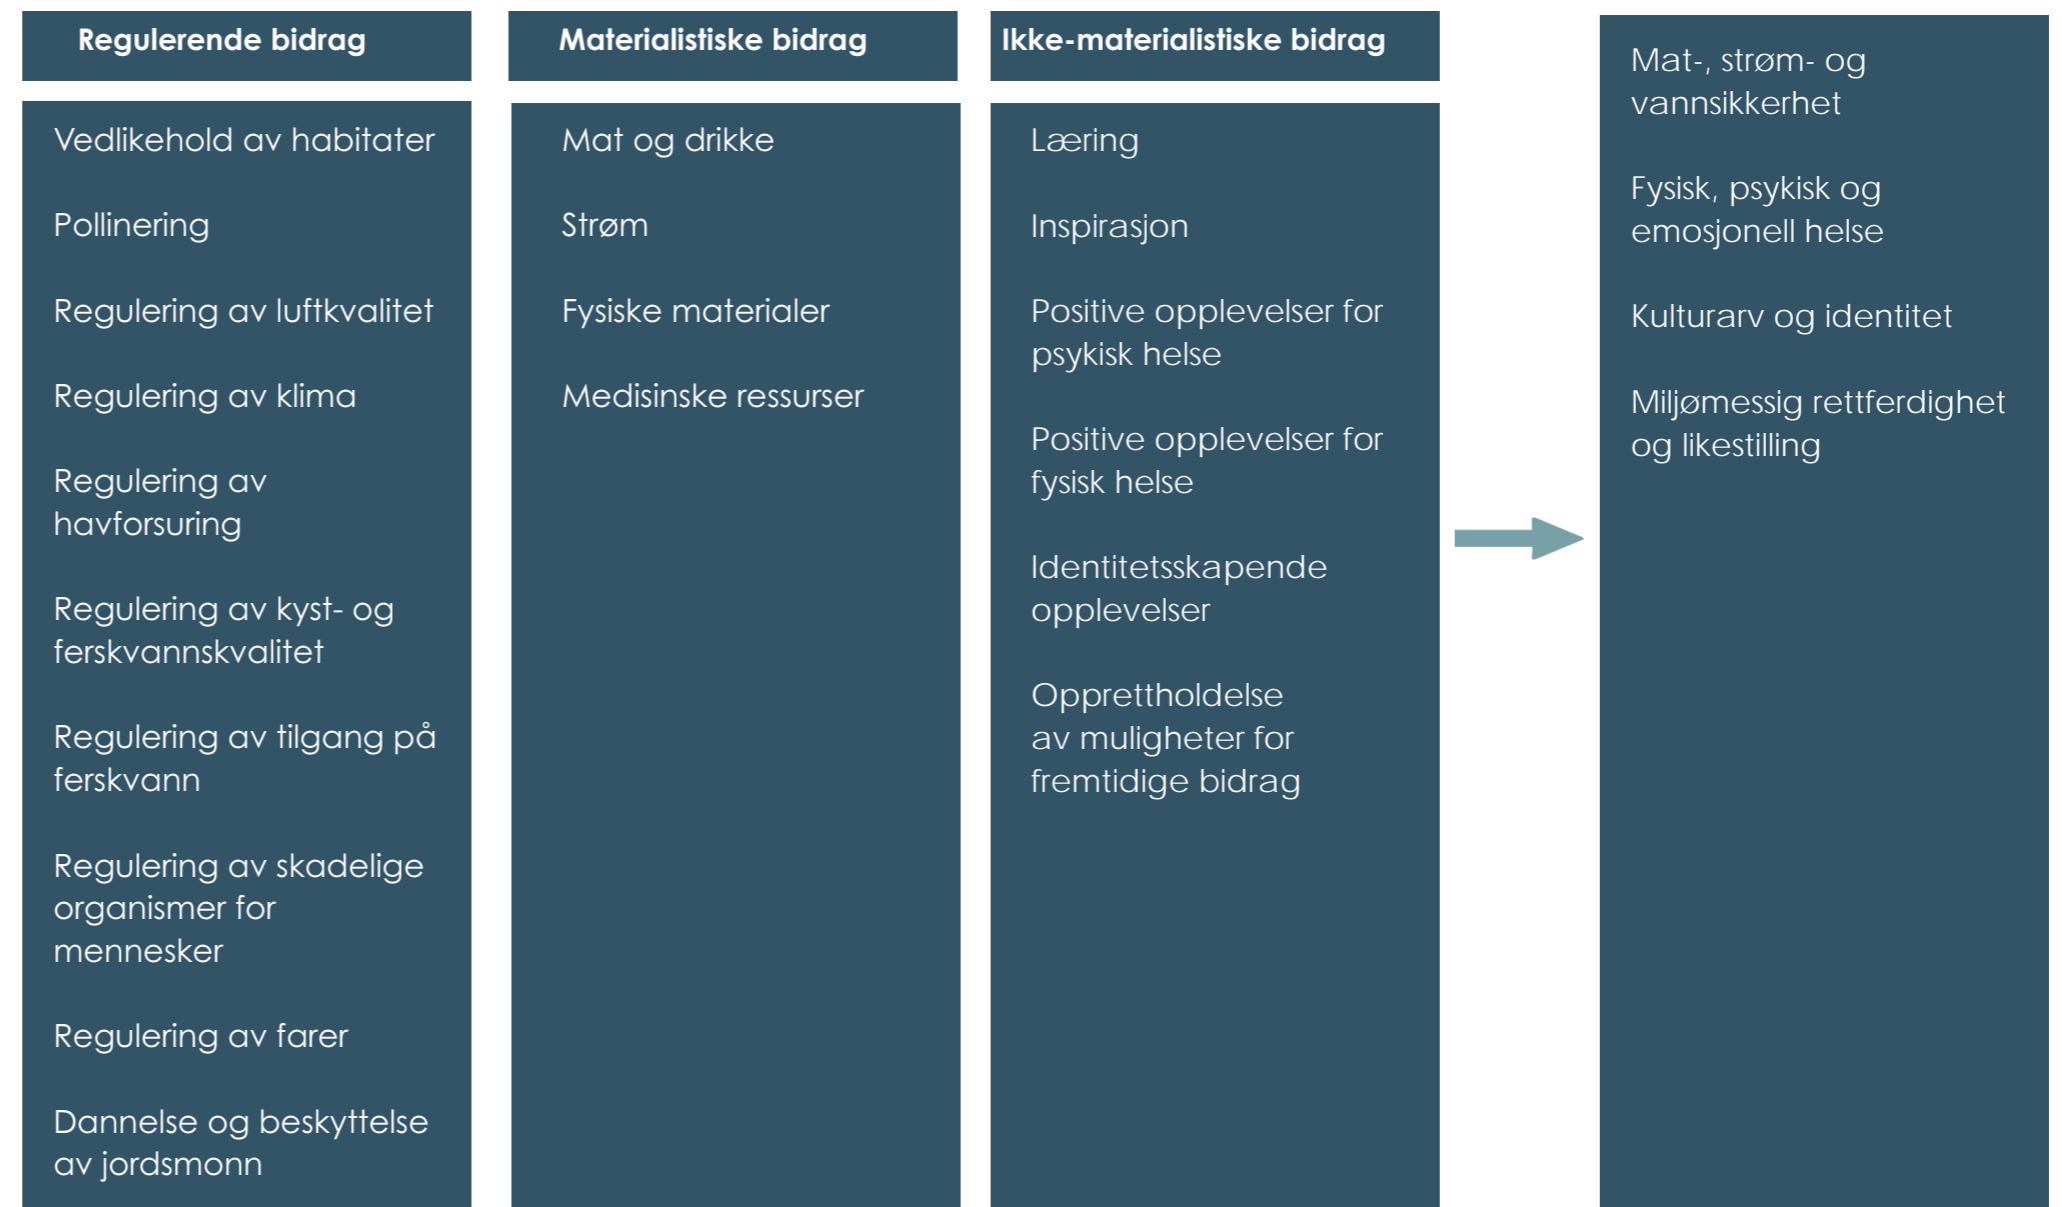 Regulerende bidrag
Vedlikehold av habitater
Pollinering
Regulering av luftkvalitet
Regulering av klima
Regulering av
havforsuring
Regulering av kyst- og
ferskvannskvalitet
Regulering av tilgang på
ferskvann
Regulering av skadelige
organismer for
mennesker
Regulering av farer
Dannelse og beskyttelse
av jordsmonn
Materialistiske bidrag
Mat og drikke
Strøm
Fysiske materialer
Medisinske ressurser
Ikke-materialistiske bidrag
Læring
Inspirasjon
Positive opplevelser for
psykisk helse
Positive opplevelser for
fysisk helse
Identitetsskapende
opplevelser
Opprettholdelse
av muligheter for
fremtidige bidrag
Mat-, strøm- og
vannsikkerhet
Fysisk, psykisk og
emosjonell helse
Kulturarv og identitet
Miljømessig rettferdighet
og likestilling